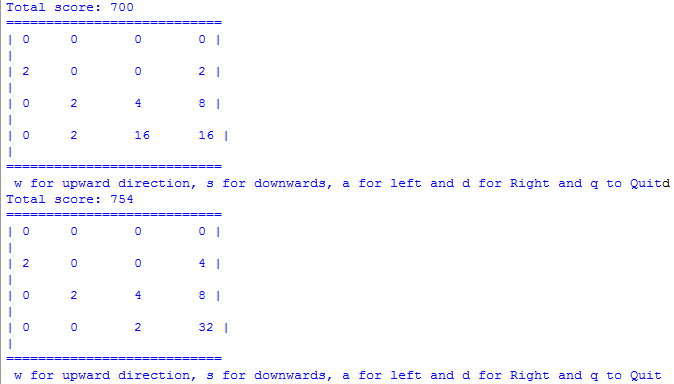 Total score: 700
===========================
| 0     0       0       0 |
|
| 2     0       0       2 |
|
| 0     2       4       8 |
|
| 0     2       16      16 |
|
===========================
 w for upward direction, s for downwards, a for left and d for Right and q to Quitd
Total score: 754
===========================
| 0     0       0       0 |
|
| 2     0       0       4 |
|
| 0     2       4       8 |
|
| 0     0       2       32 |
|
===========================
 w for upward direction, s for downwards, a for left and d for Right and q to Quit